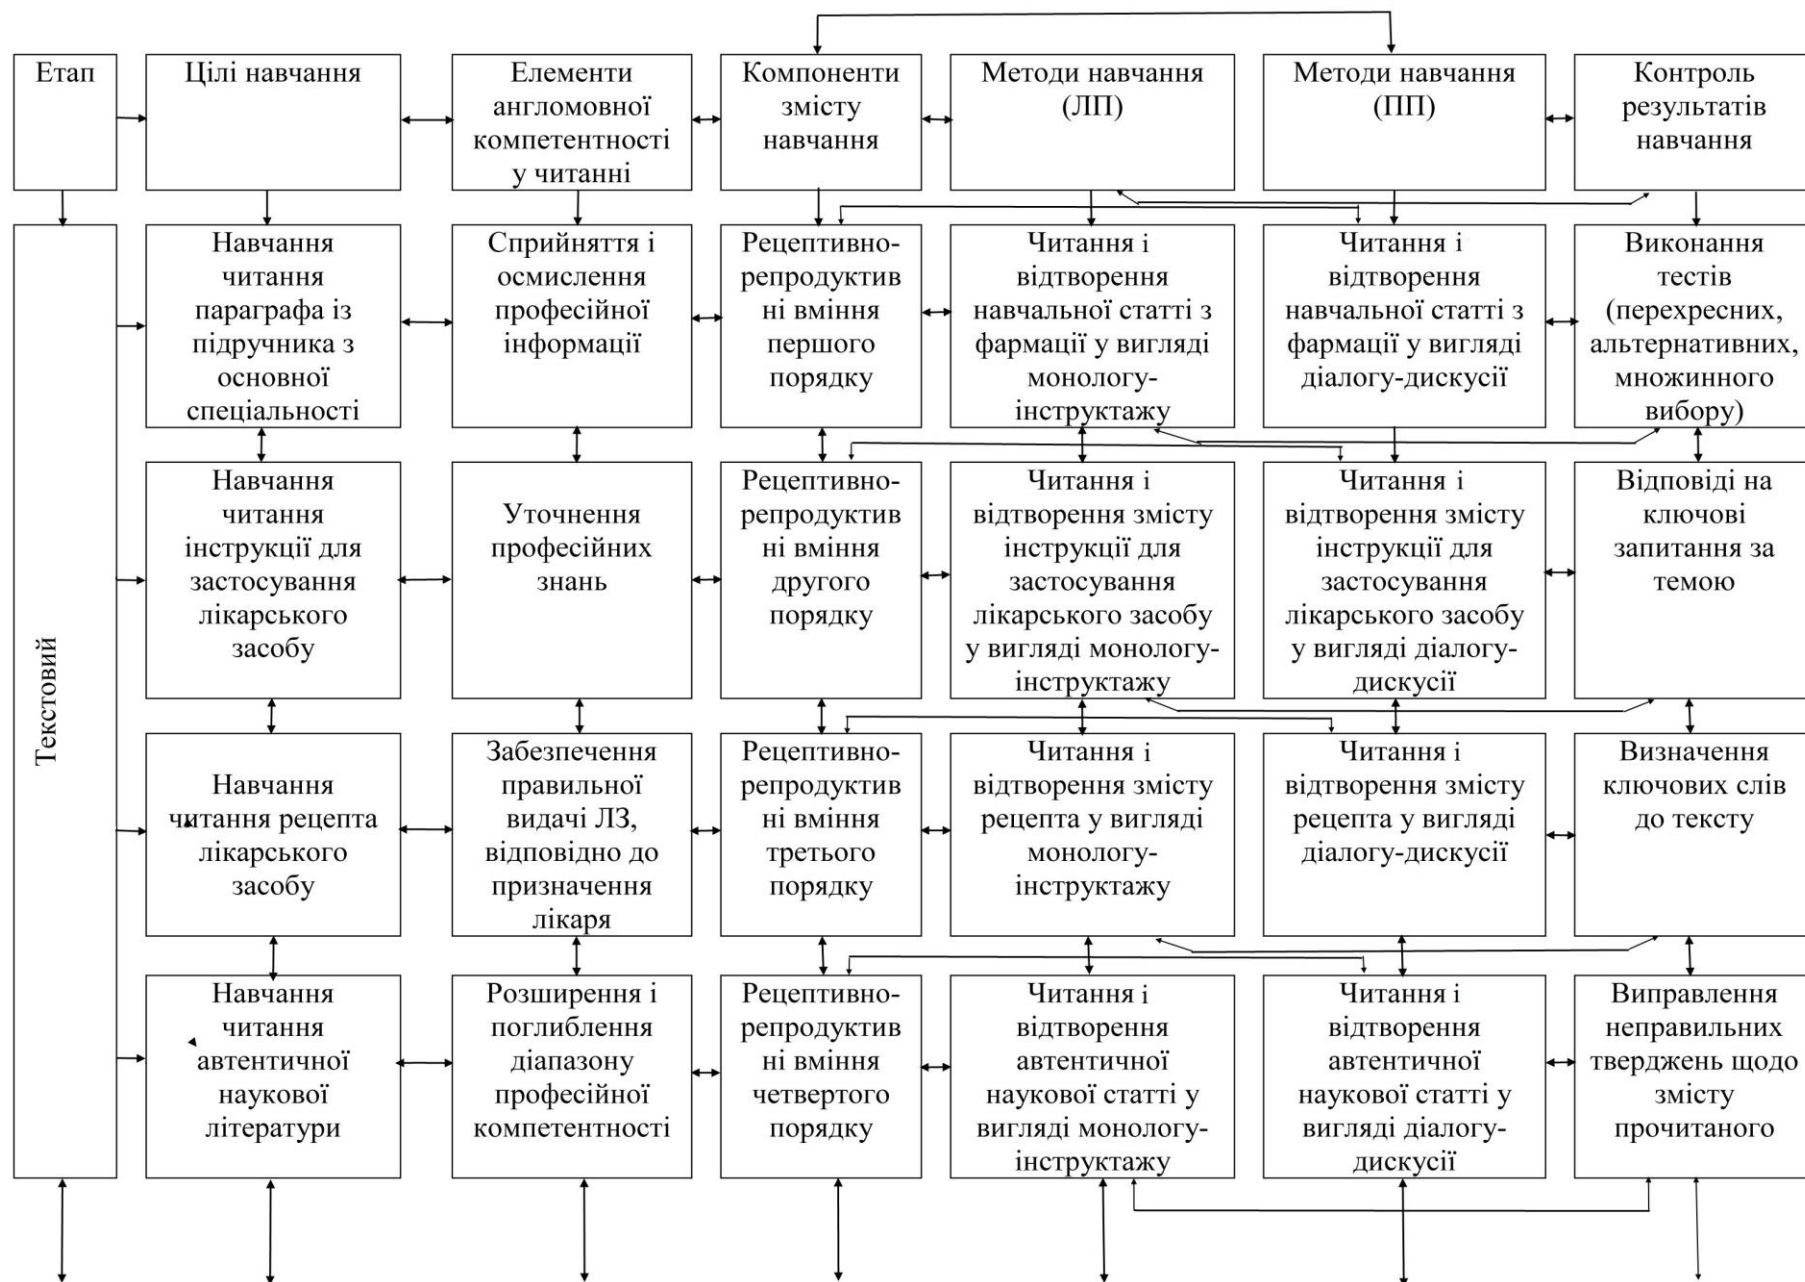 Етап
Цілі навчання
Елементи
англомовної
компетентності
у читанні
Компоненти
змісту
навчання
Методи навчання
(ЛП)
Методи навчання
(ПП)
Контроль
результатів
навчання
Текстовий
Навчання
читання
параграфа із
підручника з
основної
спеціальності
Сприйняття і
осмислення
професійної
інформації
Рецептивно-
репродуктив
ні вміння
першого
порядку
Читання і
відтворення
навчальної статті з
фармації у вигляді
монологу-
інструктажу
Читання і
відтворення
навчальної статті з
фармації у вигляді
діалогу-дискусії
Виконання
тестів
(перехресних,
альтернативних,
множинного
вибору)
Навчання
читання
інструкції для
застосування
лікарського
засобу
Уточнення
професійних
знань
Рецептивно-
репродуктив
ні вміння
другого
порядку
Читання і
відтворення змісту
інструкції для
застосування
лікарського засобу
у вигляді монологу-
інструктажу
Читання і
відтворення змісту
інструкції для
застосування
лікарського засобу
у вигляді діалогу-
дискусії
Відповіді на
ключові
запитання за
темою
Навчання
читання рецепта
лікарського
засобу
Забезпечення
правильної
видачі ЛЗ,
відповідно до
призначення
лікаря
Рецептивно-
репродуктив
ні вміння
третього
порядку
Читання і
відтворення змісту
рецепта у вигляді
монологу-
інструктажу
Читання і
відтворення змісту
рецепта у вигляді
діалогу-дискусії
Визначення
ключових слів
до тексту
Навчання
читання
автентичної
наукової
літератури
Розширення і
поглиблення
діапазону
професійної
компетентності
Рецептивно-
репродуктив
ні вміння
четвертого
порядку
Читання і
відтворення
автентичної
наукової статті у
вигляді монологу-
інструктажу
Читання і
відтворення
автентичної
наукової статті у
вигляді діалогу-
дискусії
Виправлення
неправильних
тверджень щодо
змісту
прочитаного